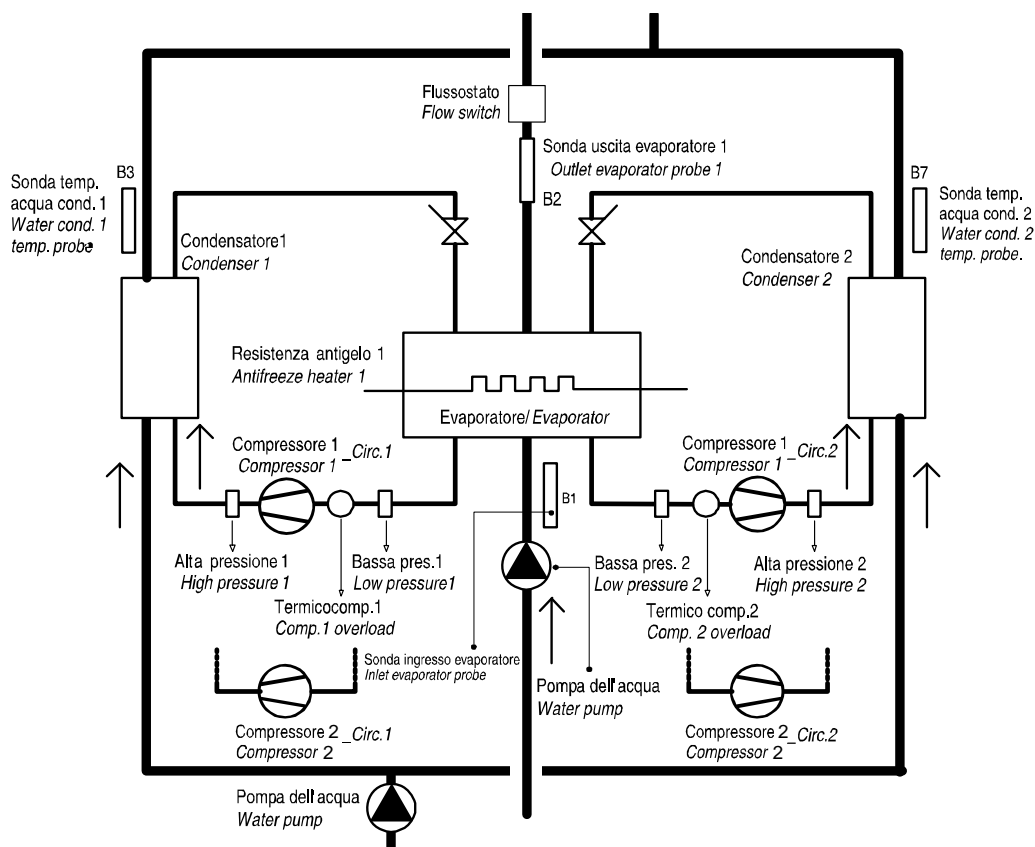 Flussostato
Flow switch
Sonda uscita evaporatore 1
Outlet evaporator probe 1
B2
B3
Sonda temp.
acqua cond. 1
Water cond. 1
temp. probe.
B7
Sonda temp.
acqua cond. 2
Water cond. 2
temp. probe.
Condensatore1
Condenser 1
Condensatore 2
Condenser 2
Resistenza antigelo 1
Antifreeze heater 1
Evaporatore/Evaporator
Compressore 1
Compressor 1 _Circ.1
Compressore 1
Compressor 1 _Circ.2
B1
Alta pressione 1
High pressure 1
Bassa pres.1
Low pressure1
Bassa pres. 2
Low pressure 2
Alta pressione 2
High pressure 2
Termicocomp.1
Comp.1 overload
Termico comp.2
Comp. 2 overload
Sonda ingresso evaporatore
Inlet evaporator probe
Pompa dell'acqua
Water pump
Compressore 2
Compressor 2 _Circ.1
Compressore 2
Compressor 2 _Circ.2
Pompa dell'acqua
Water pump